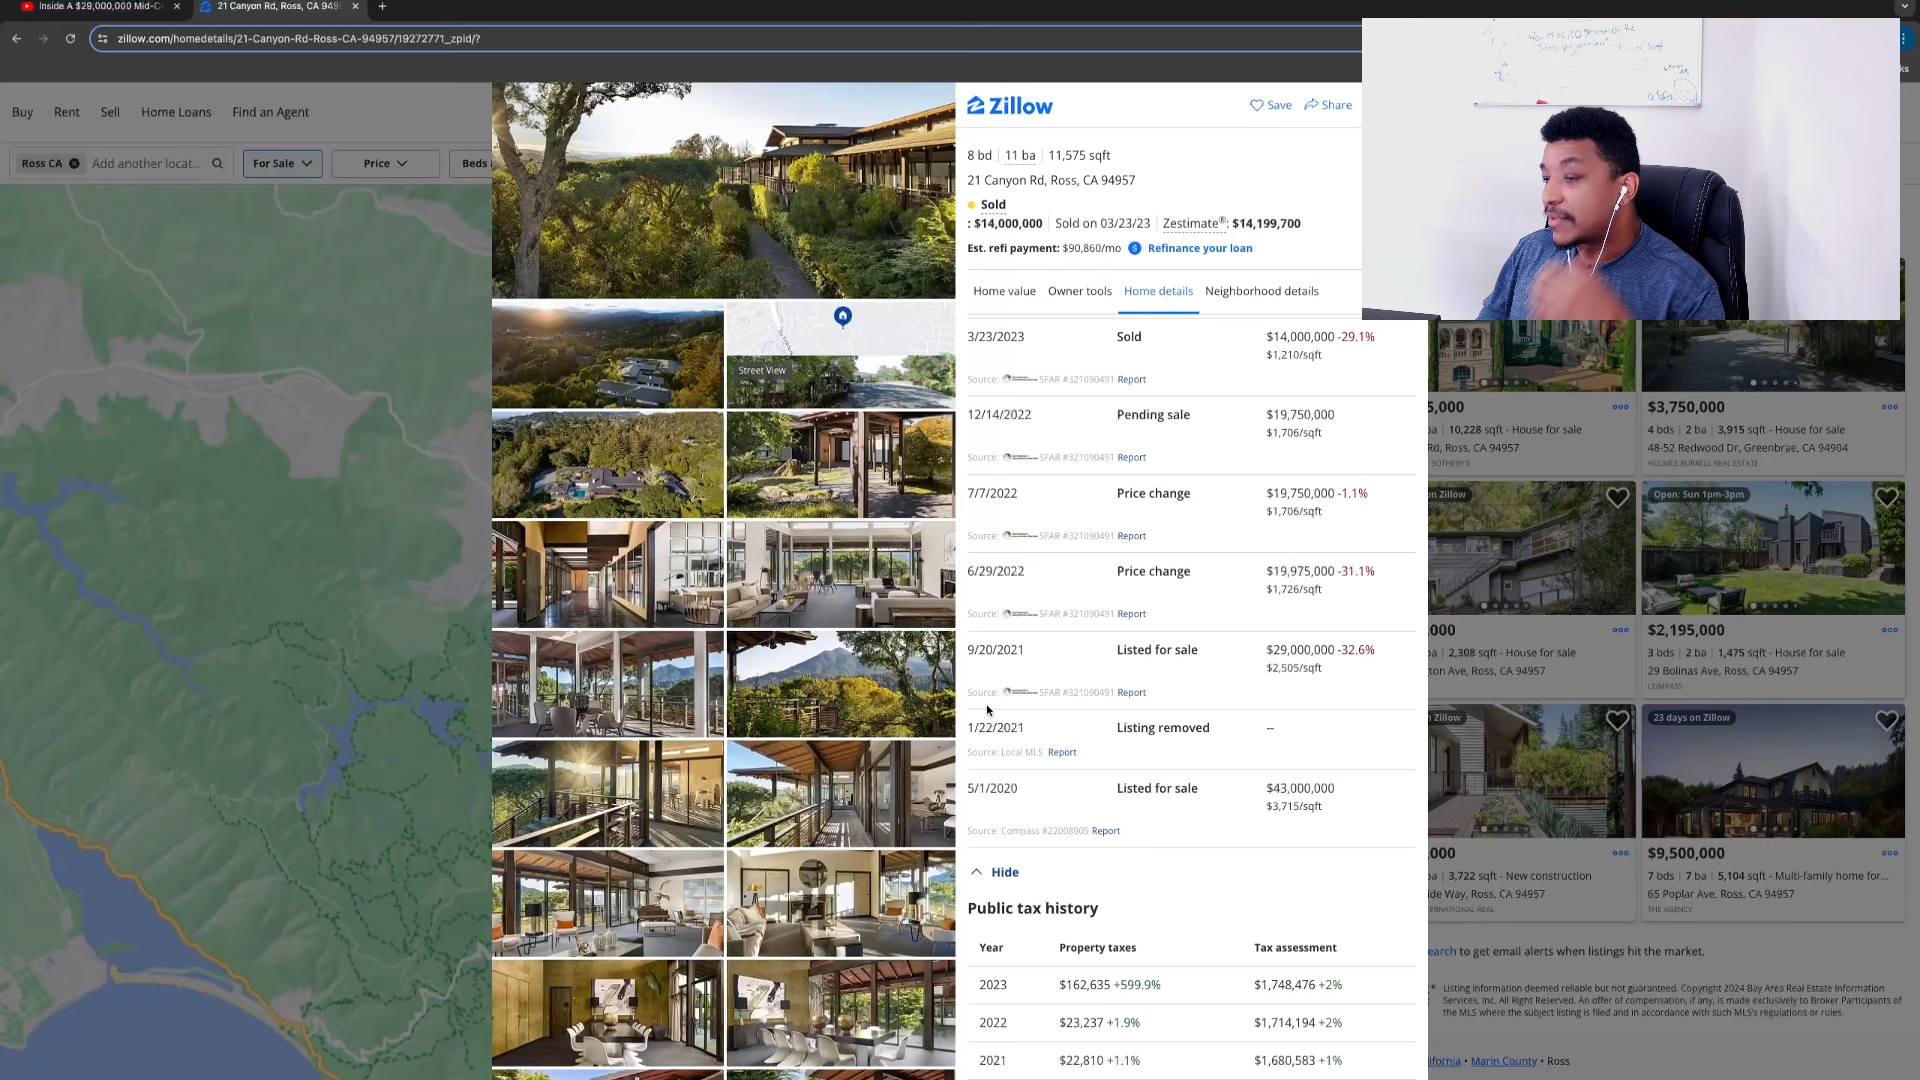 Inside A $29,000,000 Mid-C
21 Canyon Rd, Ross, CA 949
zillow.com/homedetails/21-Canyon-Rd-Ross-CA-94957/19272771_zpid/?
Buy Rent Sell Home Loans Find an Agent
Ross CA Add another locat... For Sale Price Beds
Zillow Save Share
8 bd 11 ba 11,575 sqft
21 Canyon Rd, Ross, CA 94957
Sold
: $14,000,000 Sold on 03/23/23 Zestimate®: $14,199,700
Est. refi payment: $90,860/mo $ Refinance your loan
Home value Owner tools Home details Neighborhood details
3/23/2023 Sold $14,000,000 -29.1%
$1,210/sqft
Source: SFAR #321090491 Report
12/14/2022 Pending sale $19,750,000
$1,706/sqft
Source: SFAR #321090491 Report
7/7/2022 Price change $19,750,000 -1.1%
$1,706/sqft
Source: SFAR #321090491 Report
6/29/2022 Price change $19,975,000 -31.1%
$1,726/sqft
Source: SFAR #321090491 Report
9/20/2021 Listed for sale $29,000,000 -32.6%
$2,505/sqft
Source: SFAR #321090491 Report
1/22/2021 Listing removed --
Source: Local MLS Report
5/1/2020 Listed for sale $43,000,000
$3,715/sqft
Source: Compass #22008905 Report
Hide
Public tax history
Year Property taxes Tax assessment
2023 $162,635 +599.9% $1,748,476 +2%
2022 $23,237 +1.9% $1,714,194 +2%
2021 $22,810 +1.1% $1,680,583 +1%
Street View
5,000
ba | 10,228 sqft - House for sale
Rd, Ross, CA 94957
SOTHEBY'S
$3,750,000
4 bds | 2 ba | 3,915 sqft - House for sale
48-52 Redwood Dr, Greenbrae, CA 94904
HOLMES BURRELL REAL ESTATE
on Zillow
,000
2,308 sqft - House for sale
ton Ave, Ross, CA 94957
Open: Sun 1pm-3pm
$2,195,000
3 bds | 2 ba | 1,475 sqft - House for sale
29 Bolinas Ave, Ross, CA 94957
COMPASS
n Zillow
,000
ba | 3,722 sqft - New construction
ide Way, Ross, CA 94957
ERNATIONAL REAL
23 days on Zillow
$9,500,000
7 bds | 7 ba | 5,104 sqft - Multi-family home for...
65 Poplar Ave, Ross, CA 94957
THE AGENCY
earch to get email alerts when listings hit the market.
Listing information deemed reliable but not guaranteed. Copyright 2024 Bay Area Real Estate Information
Services, Inc. All Right Reserved. An offer of compensation, if any, is made exclusively to Broker Participants of
the MLS where the subject listing is filed and in accordance with such MLS's regulations or rules.
ifornia • Marin County • Ross